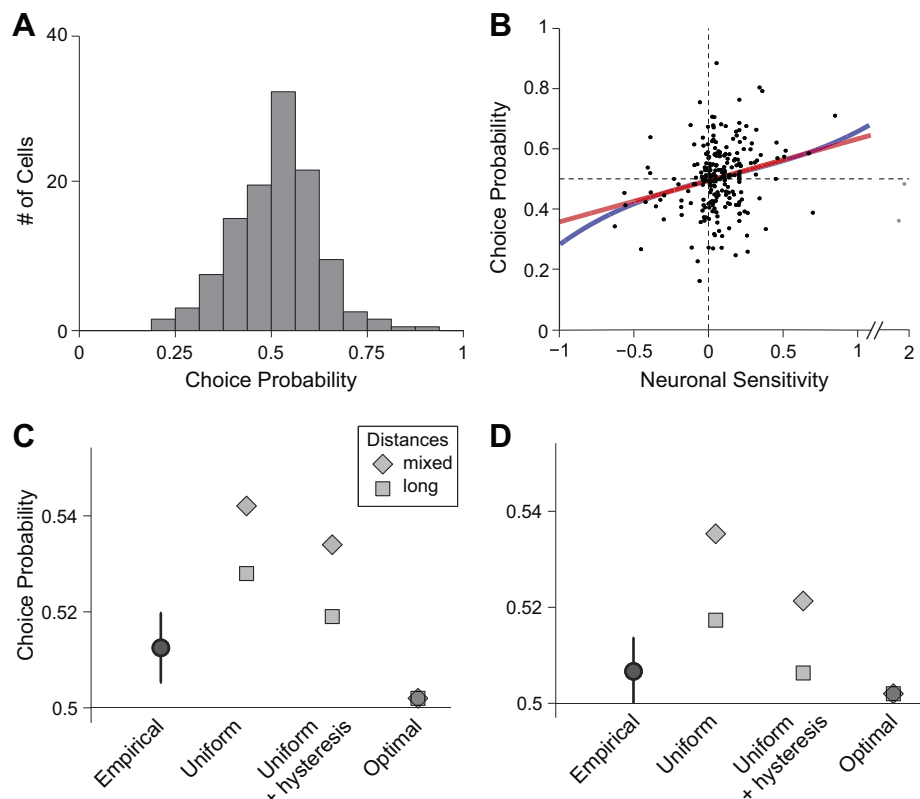 A
40
20
0
# of Cells
0
0.25
0.5
0.75
1
Choice Probability
B
1
0.8
0.6
0.4
0.2
0
Choice Probability
−1
−0.5
0
0.5
1
2
Neuronal Sensitivity
C
Distances
mixed
long
0.54
0.52
0.5
Choice Probability
Empirical
Uniform
Uniform
+ hysteresis
Optimal
D
0.54
0.52
0.5
Empirical
Uniform
Uniform
+ hysteresis
Optimal